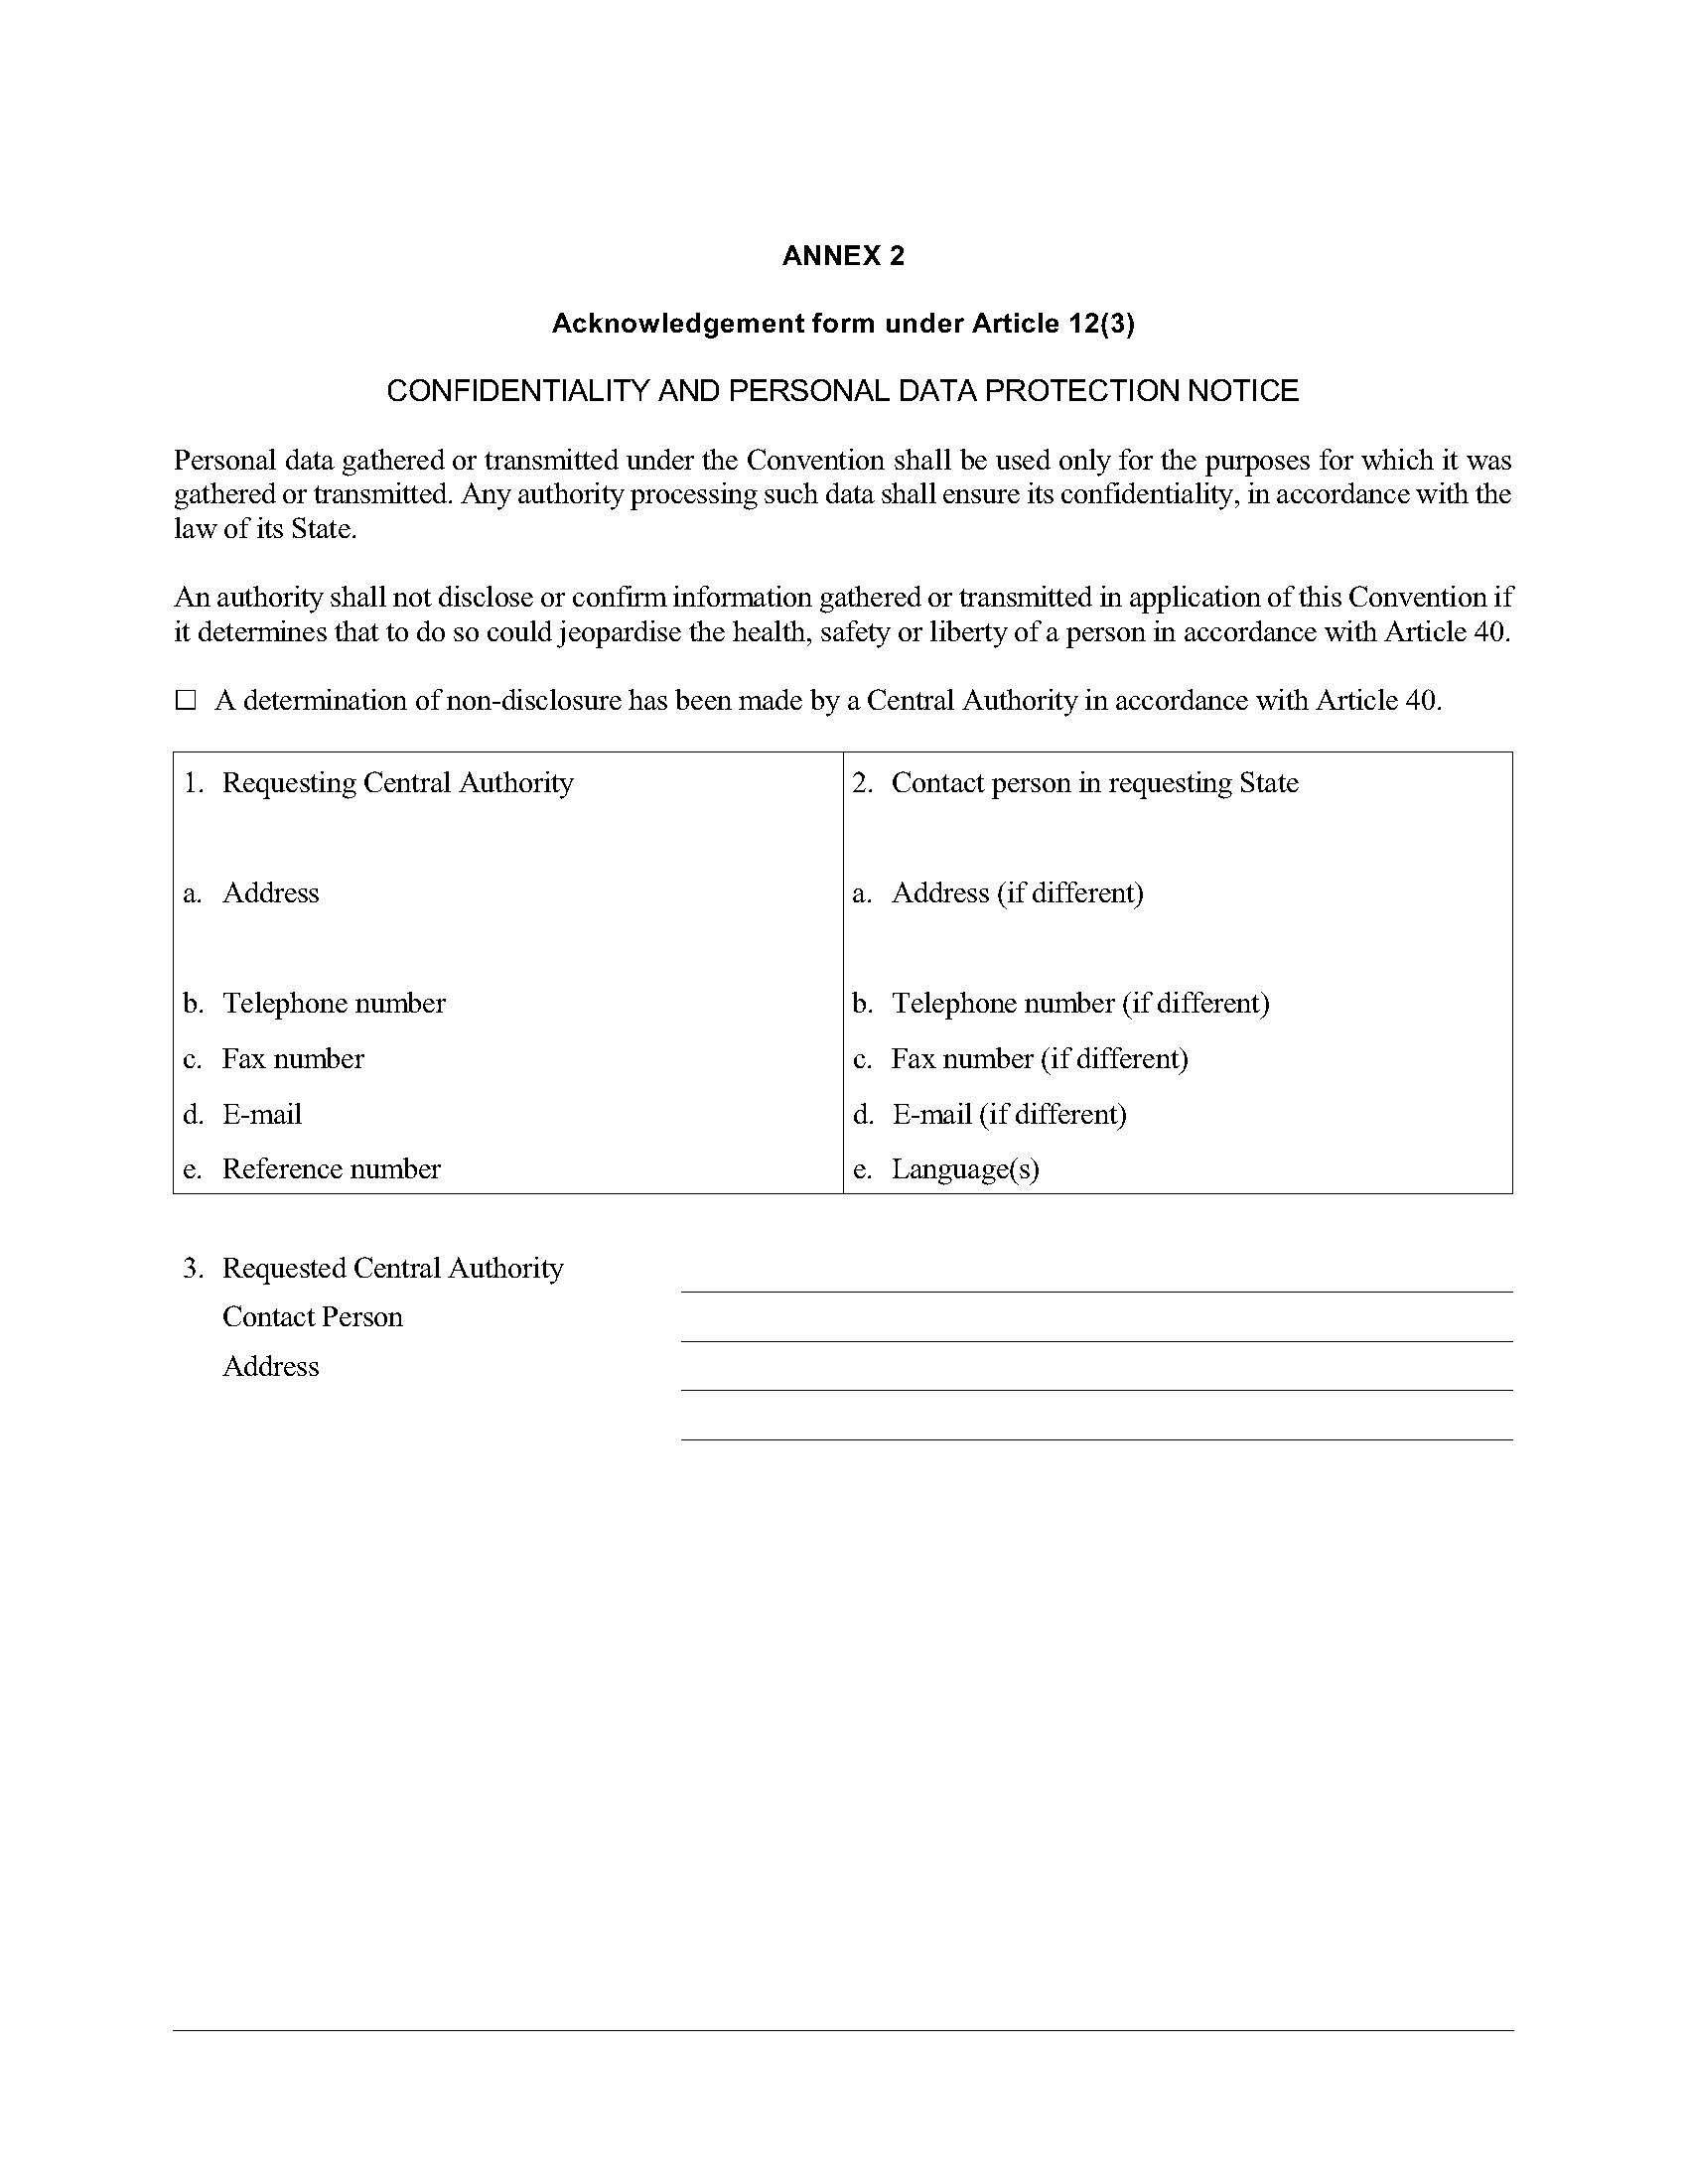 ANNEX 2
Acknowledgement form under Article 12(3)
CONFIDENTIALITY AND PERSONAL DATA PROTECTION NOTICE
Personal data gathered or transmitted under the Convention shall be used only for the purposes for which it was
gathered or transmitted. Any authority processing such data shall ensure its confidentiality, in accordance with the
law of its State.
An authority shall not disclose or confirm information gathered or transmitted in application of this Convention if
it determines that to do so could jeopardise the health, safety or liberty of a person in accordance with Article 40.
☐ A determination of non-disclosure has been made by a Central Authority in accordance with Article 40.
1. Requesting Central Authority
a. Address
b. Telephone number
c. Fax number
d. E-mail
e. Reference number
2. Contact person in requesting State
a. Address (if different)
b. Telephone number (if different)
c. Fax number (if different)
d. E-mail (if different)
e. Language(s)
3. Requested Central Authority
Contact Person
Address